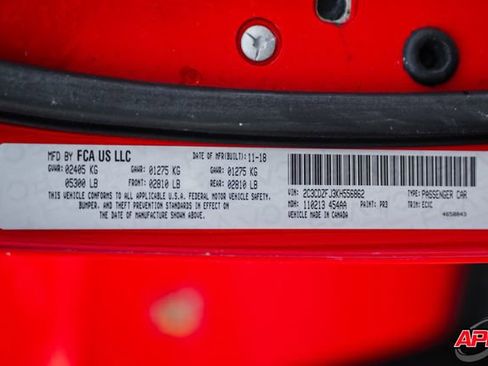 MFD BY FCA US LLC DATE OF MFR(BUILT): 11-18
GVWR: 02405 KG GAWR: 01275 KG GAWR: 01275 KG
05300 LB FRONT: 02810 LB REAR: 02810 LB
THIS VEHICLE CONFORMS TO ALL APPLICABLE U.S.A. FEDERAL MOTOR VEHICLE SAFETY,
BUMPER, AND THEFT PREVENTION STANDARDS IN EFFECT ON
THE DATE OF MANUFACTURE SHOWN ABOVE.
VIN: 2C3CDZFJ3KH556862 TYPE: PASSENGER CAR
MDH: 110213 454AA PAINT: PR3 TRIM: ECXC
VEHICLE MADE IN CANADA 4650843